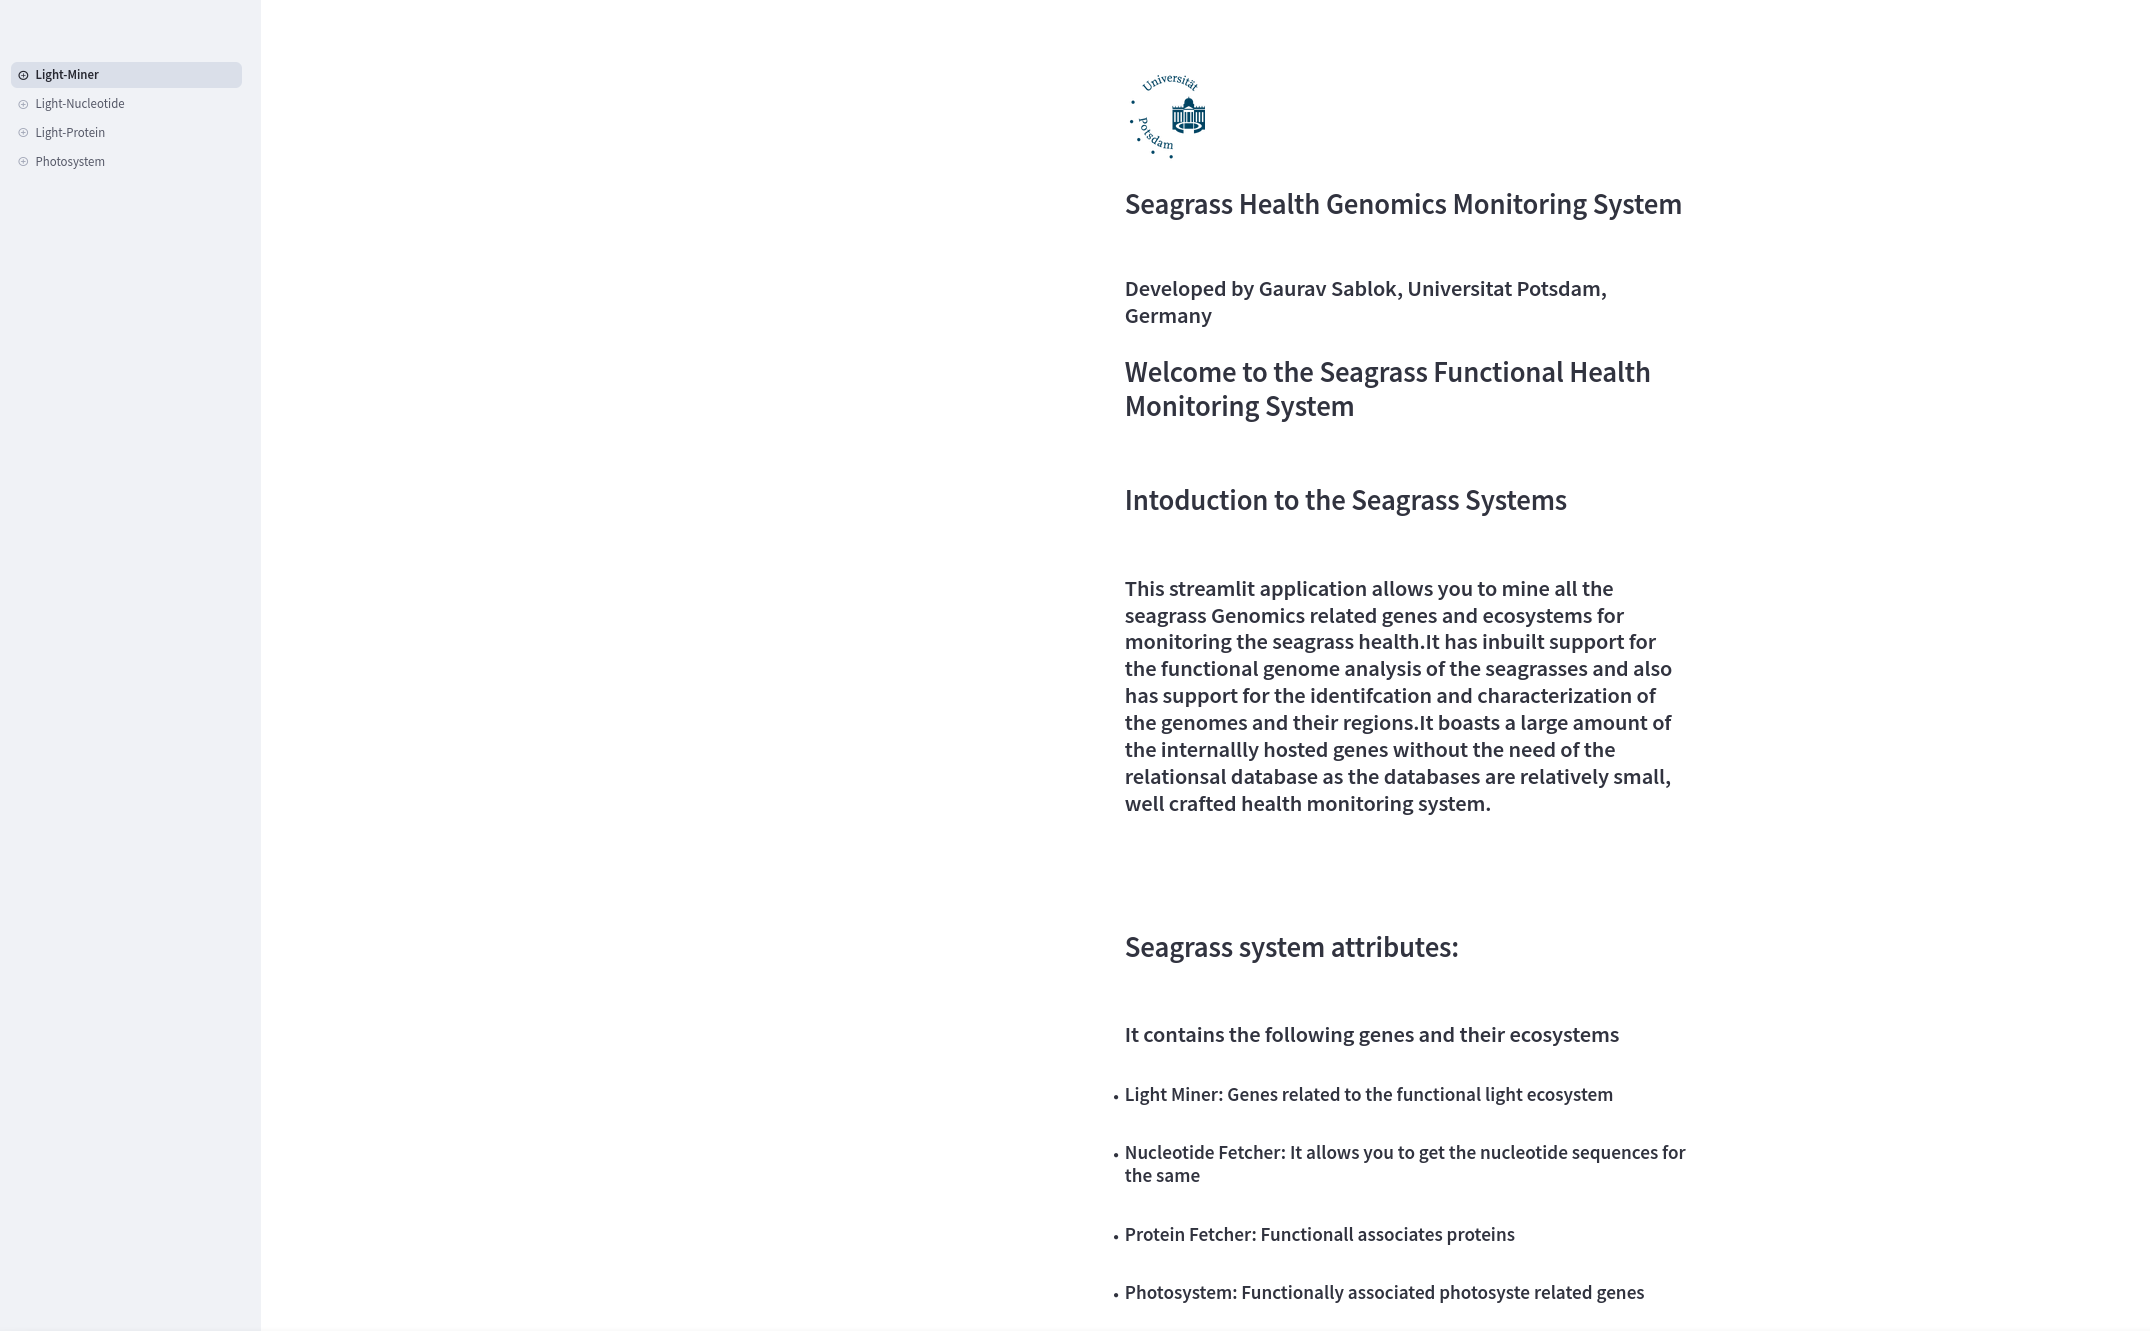 Light-Miner
Light-Nucleotide
Light-Protein
Photosystem
Universität
Potsdam
Seagrass Health Genomics Monitoring System
Developed by Gaurav Sablok, Universitat Potsdam,
Germany
Welcome to the Seagrass Functional Health
Monitoring System
Intoduction to the Seagrass Systems
This streamlit application allows you to mine all the
seagrass Genomics related genes and ecosystems for
monitoring the seagrass health.It has inbuilt support for
the functional genome analysis of the seagrasses and also
has support for the identifcation and characterization of
the genomes and their regions.It boasts a large amount of
the internallly hosted genes without the need of the
relationsal database as the databases are relatively small,
well crafted health monitoring system.
Seagrass system attributes:
It contains the following genes and their ecosystems
• Light Miner: Genes related to the functional light ecosystem
• Nucleotide Fetcher: It allows you to get the nucleotide sequences for
the same
• Protein Fetcher: Functionall associates proteins
• Photosystem: Functionally associated photosyste related genes